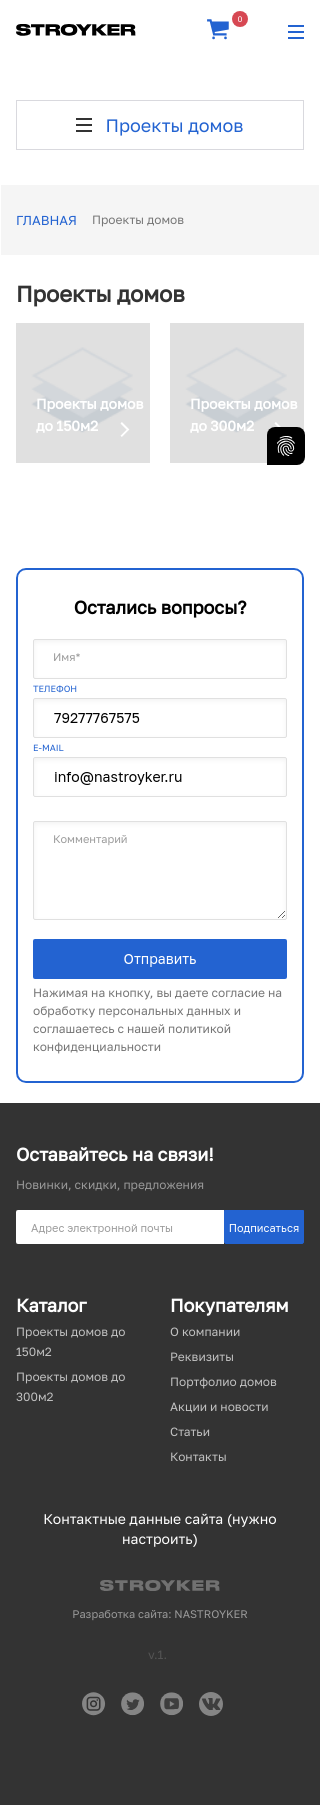 STROYKER
0
Проекты домов
ГЛАВНАЯ Проекты домов
Проекты домов
Проекты домов
до 150м2
Проекты домов
до 300м2
Остались вопросы?
Имя*
ТЕЛЕФОН
79277767575
E-MAIL
info@nastroyker.ru
Комментарий
Отправить
Нажимая на кнопку, вы даете согласие на
обработку персональных данных и
соглашаетесь с нашей политикой
конфиденциальности
Оставайтесь на связи!
Новинки, скидки, предложения
Адрес электронной почты
Подписаться
Каталог
Проекты домов до
150м2
Проекты домов до
300м2
Покупателям
О компании
Реквизиты
Портфолио домов
Акции и новости
Статьи
Контакты
Контактные данные сайта (нужно
настроить)
STROYKER
Разработка сайта: NASTROYKER
v.1.